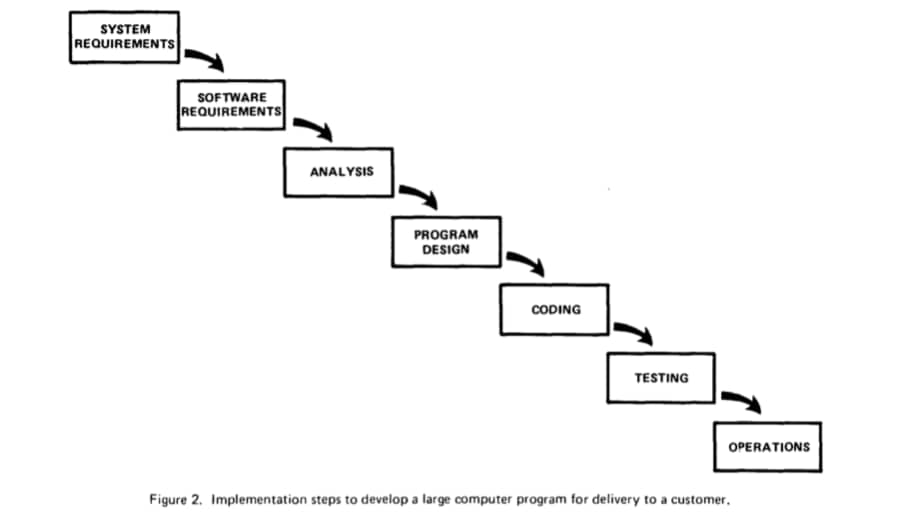 SYSTEM
REQUIREMENTS
SOFTWARE
REQUIREMENTS
ANALYSIS
PROGRAM
DESIGN
CODING
TESTING
OPERATIONS
Figure 2. Implementation steps to develop a large computer program for delivery to a customer.